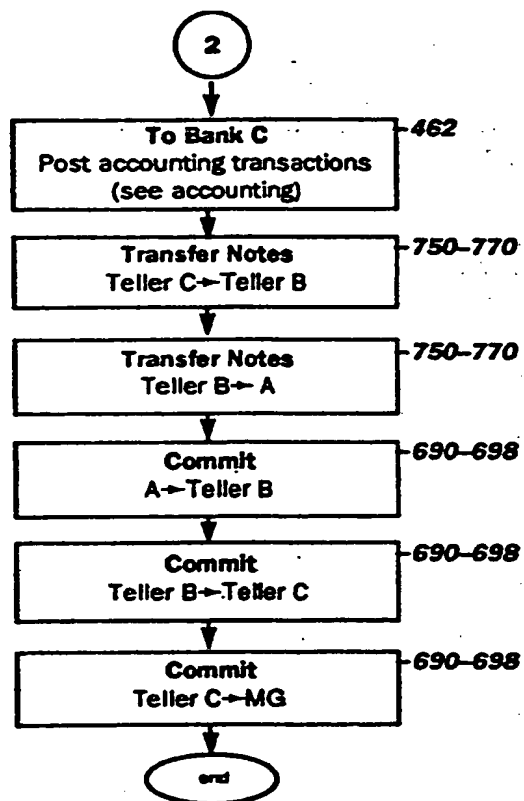 2
To Bank C
Post accounting transactions
(see accounting)
462
Transfer Notes
Teller C→Teller B
750–770
Transfer Notes
Teller B→A
750–770
Commit
A→Teller B
690–698
Commit
Teller B→Teller C
690–698
Commit
Teller C→MG
690–698
end